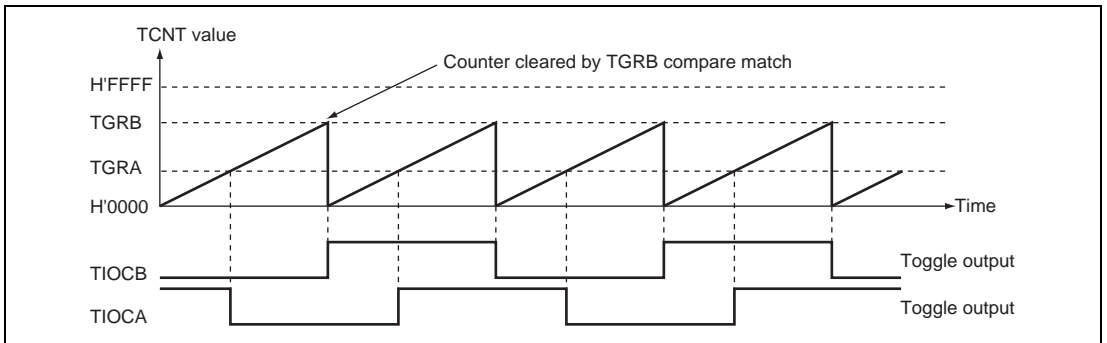 TCNT value
Counter cleared by TGRB compare match
H'FFFF
TGRB
TGRA
H'0000
Time
TIOCB
Toggle output
TIOCA
Toggle output